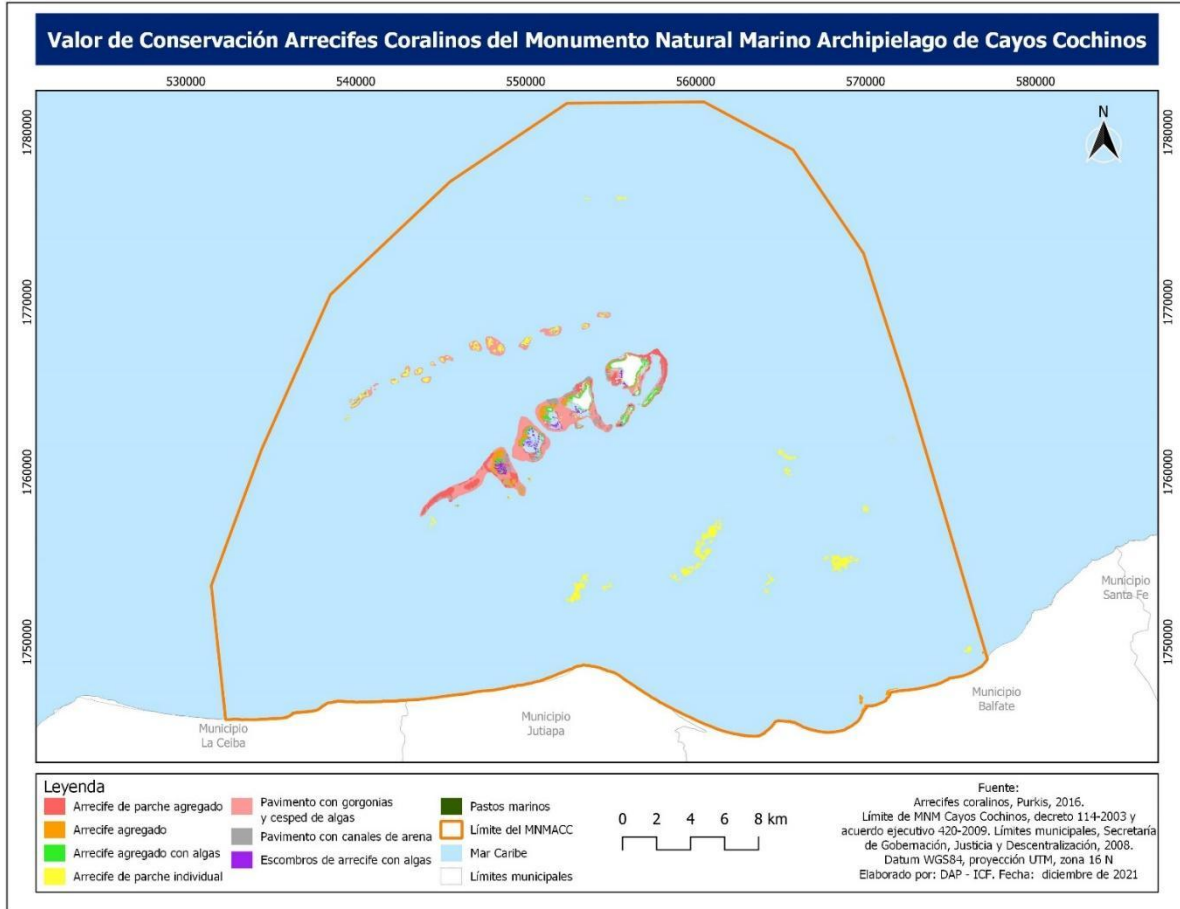 Valor de Conservación Arrecifes Coralinos del Monumento Natural Marino Archipielago de Cayos Cochinos
530000 540000 550000 560000 570000 580000
N
1780000 1780000
1770000 1770000
1760000 1760000
1750000 1750000
Municipio
Santa Fe
Municipio
Balfate
Municipio
Jutiapa
Municipio
La Ceiba
Leyenda
Arrecife de parche agregado
Arrecife agregado
Arrecife agregado con algas
Arrecife de parche individual
Pavimento con gorgonias
y cesped de algas
Pavimento con canales de arena
Escombros de arrecife con algas
Pastos marinos
Límite del MNMACC
Mar Caribe
Límites municipales
0 2 4 6 8 km
Fuente:
Arrecifes coralinos, Purkis, 2016.
Límite de MNM Cayos Cochinos, decreto 114-2003 y
acuerdo ejecutivo 420-2009. Límites municipales, Secretaría
de Gobernación, Justicia y Descentralización, 2008.
Datum WGS84, proyección UTM, zona 16 N
Elaborado por: DAP - ICF. Fecha: diciembre de 2021